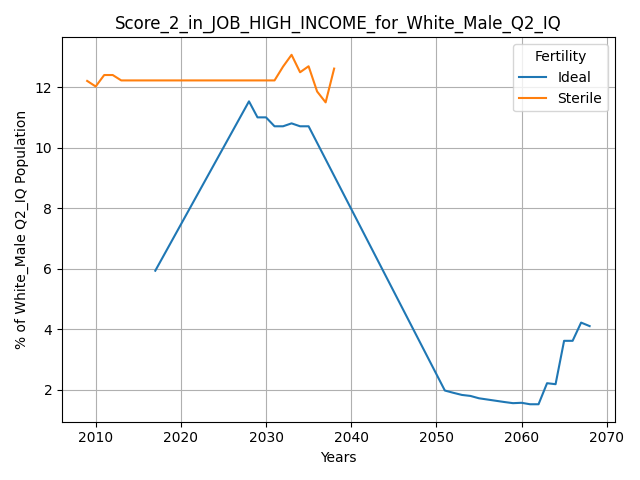 Score_2_in_JOB_HIGH_INCOME_for_White_Male_Q2_IQ
Fertility
Ideal
Sterile
% of White_Male Q2_IQ Population
12
10
8
6
4
2
2010 2020 2030 2040 2050 2060 2070
Years